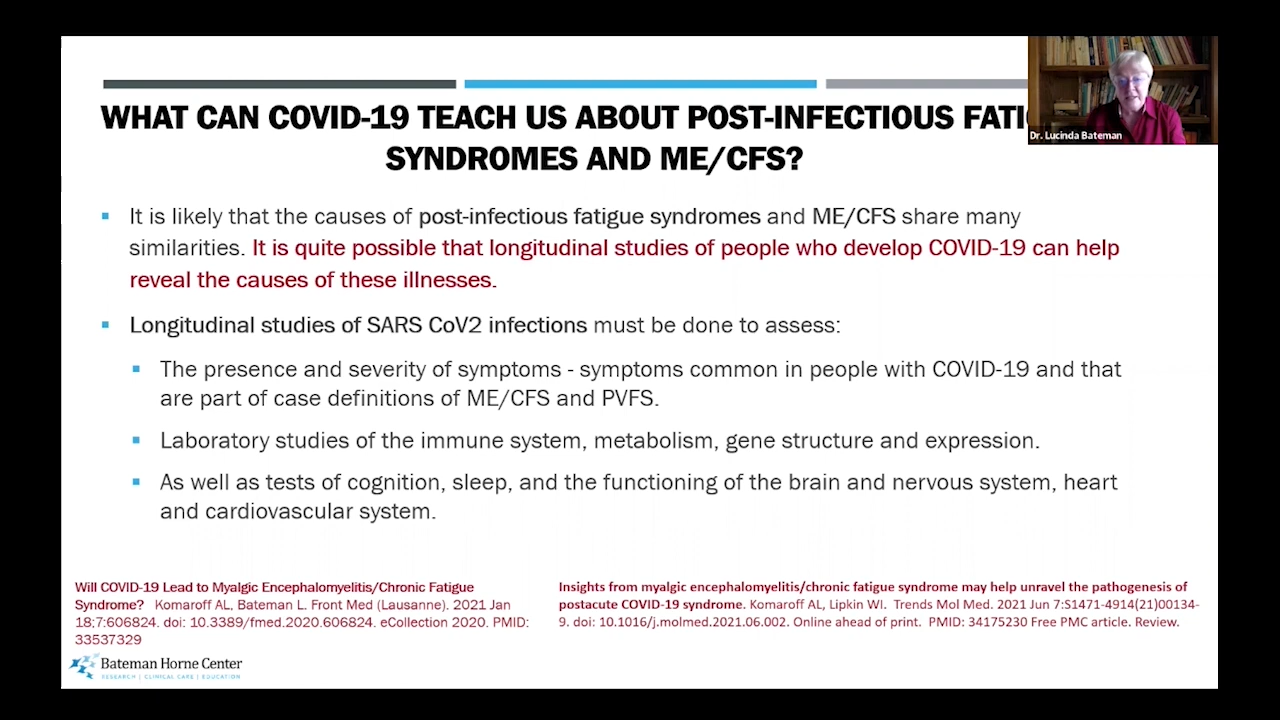 WHAT CAN COVID-19 TEACH US ABOUT POST-INFECTIOUS
SYNDROMES AND ME/CFS?
Dr. Lucinda Bateman
▪ It is likely that the causes of post-infectious fatigue syndromes and ME/CFS share many
similarities. It is quite possible that longitudinal studies of people who develop COVID-19 can help
reveal the causes of these illnesses.
▪ Longitudinal studies of SARS CoV2 infections must be done to assess:
▪ The presence and severity of symptoms - symptoms common in people with COVID-19 and that
are part of case definitions of ME/CFS and PVFS.
▪ Laboratory studies of the immune system, metabolism, gene structure and expression.
▪ As well as tests of cognition, sleep, and the functioning of the brain and nervous system, heart
and cardiovascular system.
Will COVID-19 Lead to Myalgic Encephalomyelitis/Chronic Fatigue
Syndrome? Komaroff AL, Bateman L. Front Med (Lausanne). 2021 Jan
18;7:606824. doi: 10.3389/fmed.2020.606824. eCollection 2020. PMID:
33537329
Insights from myalgic encephalomyelitis/chronic fatigue syndrome may help unravel the pathogenesis of
postacute COVID-19 syndrome. Komaroff AL, Lipkin WI. Trends Mol Med. 2021 Jun 7:S1471-4914(21)00134-
9. doi: 10.1016/j.molmed.2021.06.002. Online ahead of print. PMID: 34175230 Free PMC article. Review.
Bateman Horne Center
RESEARCH | CLINICAL CARE | EDUCATION